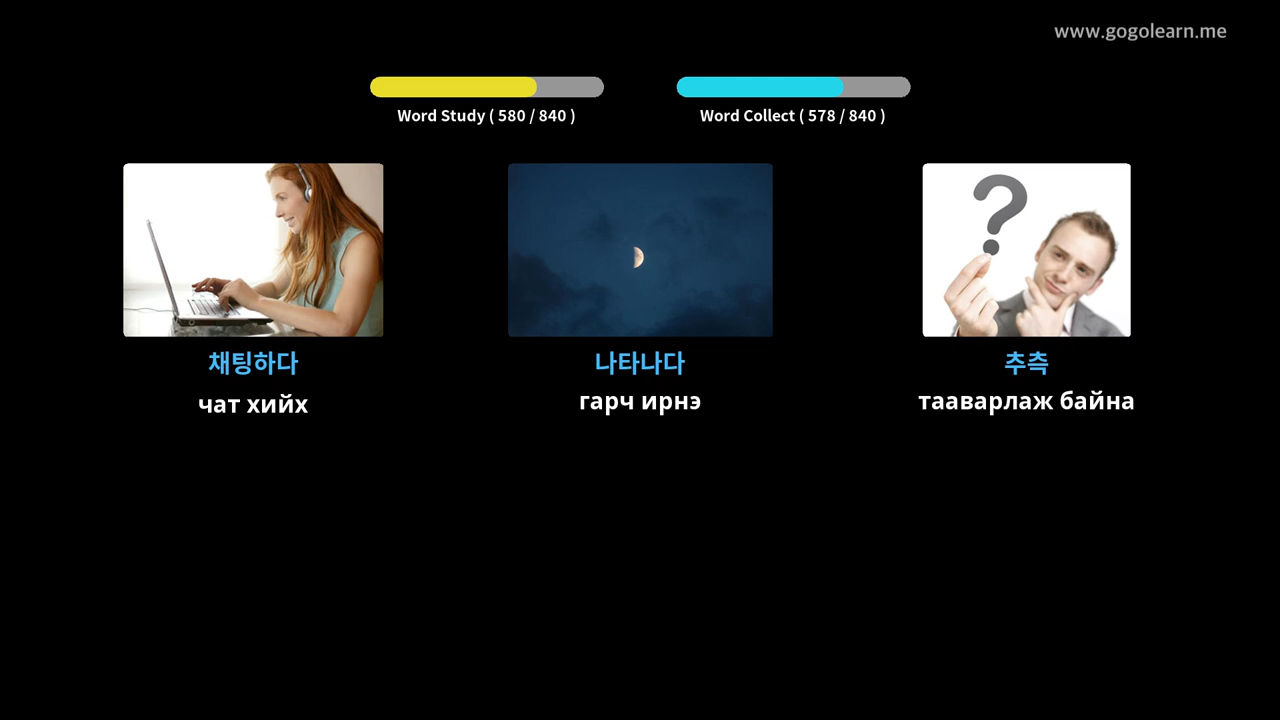 www.gogolearn.me
Word Study ( 580 / 840 )
Word Collect ( 578 / 840 )
채팅하다
나타나다
추측
чат хийх
гарч ирнэ
тааварлаж байна